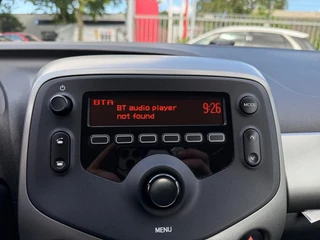 BTA
BT audio player
not found
9:26
MODE
MENU